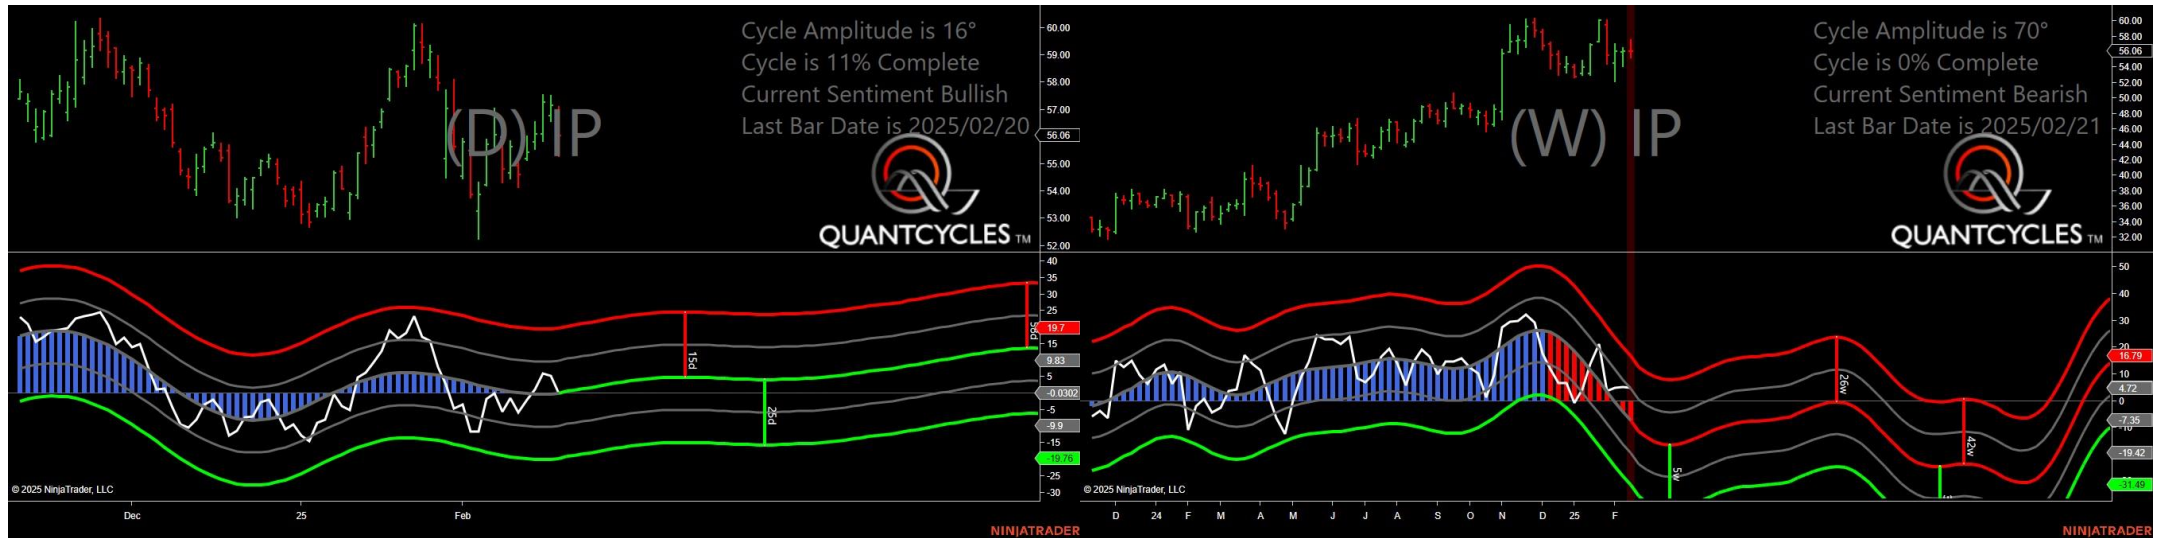 Cycle Amplitude is 16°
Cycle is 11% Complete
Current Sentiment Bullish
Last Bar Date is 2025/02/20
(D) IP
QUANTCYCLES TM
60.00
59.00
58.00
57.00
56.06
55.00
54.00
53.00
52.00
40
35
30
25
19.7
15
9.83
5
-0.0302
-5
-9.9
-15
-19.76
-25
-30
15d
25d
© 2025 NinjaTrader, LLC
Dec
25
Feb
NINJATRADER
Cycle Amplitude is 70°
Cycle is 0% Complete
Current Sentiment Bearish
Last Bar Date is 2025/02/21
(W) IP
QUANTCYCLES TM
60.00
58.00
56.06
54.00
52.00
50.00
48.00
46.00
44.00
42.00
40.00
38.00
36.00
34.00
32.00
50
40
30
20
16.79
10
4.72
0
-7.35
-10
-19.42
-31.49
5w
26w
42w
© 2025 NinjaTrader, LLC
D
24
F
M
A
M
J
J
A
S
O
N
D
25
F
NINJATRADER